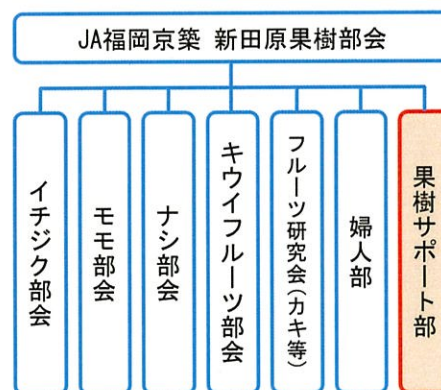 JA福岡京築 新田原果樹部会
イチジク部会
モモ部会
ナシ部会
キウイフルーツ部会
フルーツ研究会(カキ等)
婦人部
果樹サポート部